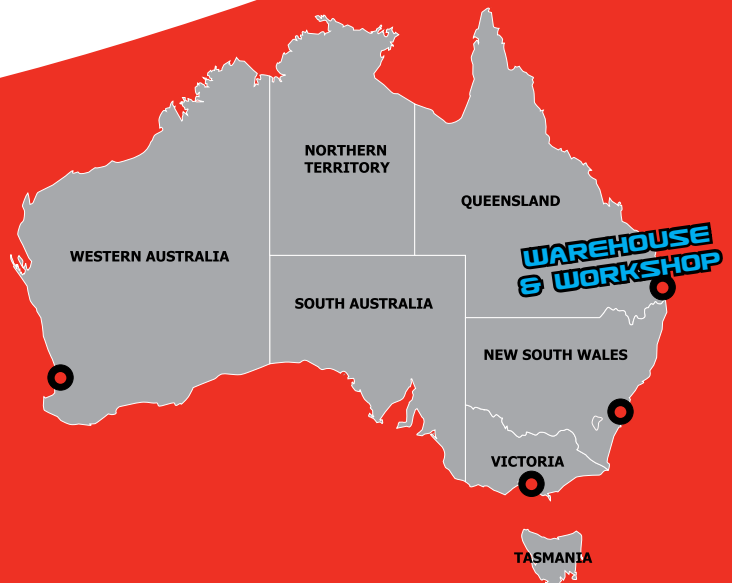 NORTHERN
TERRITORY
QUEENSLAND
WAREHOUSE
& WORKSHOP
WESTERN AUSTRALIA
SOUTH AUSTRALIA
NEW SOUTH WALES
VICTORIA
TASMANIA